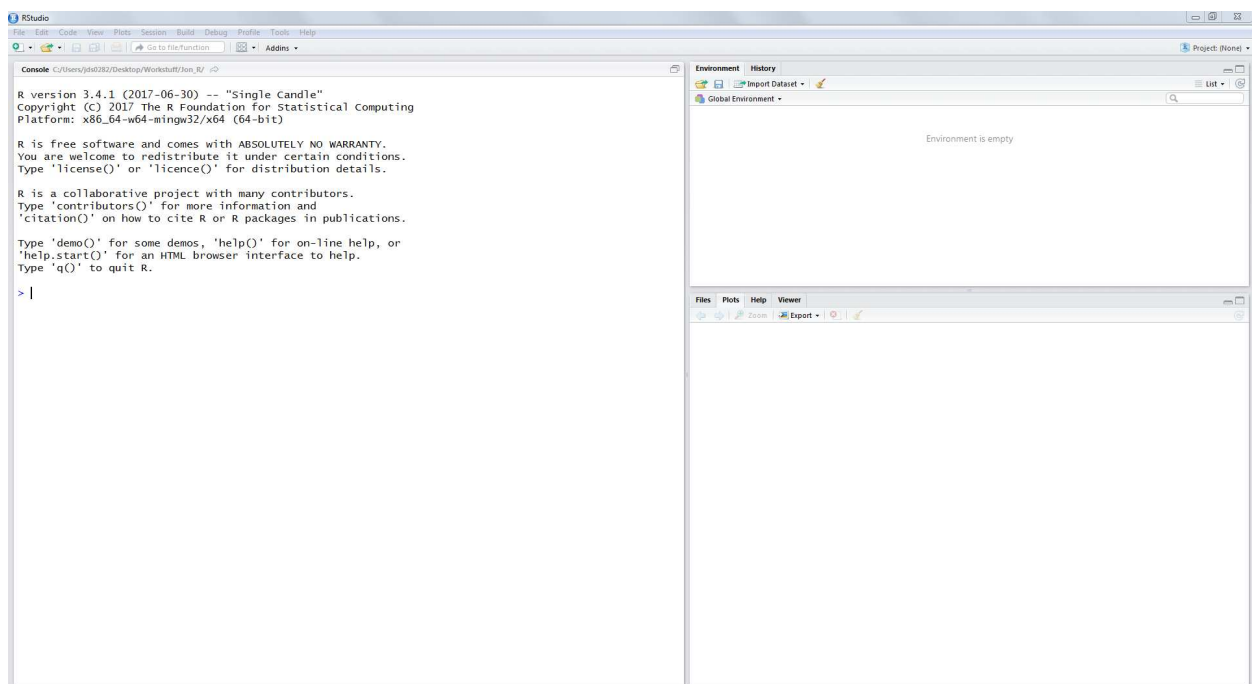 RStudio
File Edit Code View Plots Session Build Debug Profile Tools Help
Go to file/function Addins Project: (None)
Console C:/Users/jds0282/Desktop/Workstuff/Jon_R/
R version 3.4.1 (2017-06-30) -- "Single Candle"
Copyright (C) 2017 The R Foundation for Statistical Computing
Platform: x86_64-w64-mingw32/x64 (64-bit)
R is free software and comes with ABSOLUTELY NO WARRANTY.
You are welcome to redistribute it under certain conditions.
Type 'license()' or 'licence()' for distribution details.
R is a collaborative project with many contributors.
Type 'contributors()' for more information and
'citation()' on how to cite R or R packages in publications.
Type 'demo()' for some demos, 'help()' for on-line help, or
'help.start()' for an HTML browser interface to help.
Type 'q()' to quit R.
>
Environment History
Import Dataset List
Global Environment
Environment is empty
Files Plots Help Viewer
Zoom Export